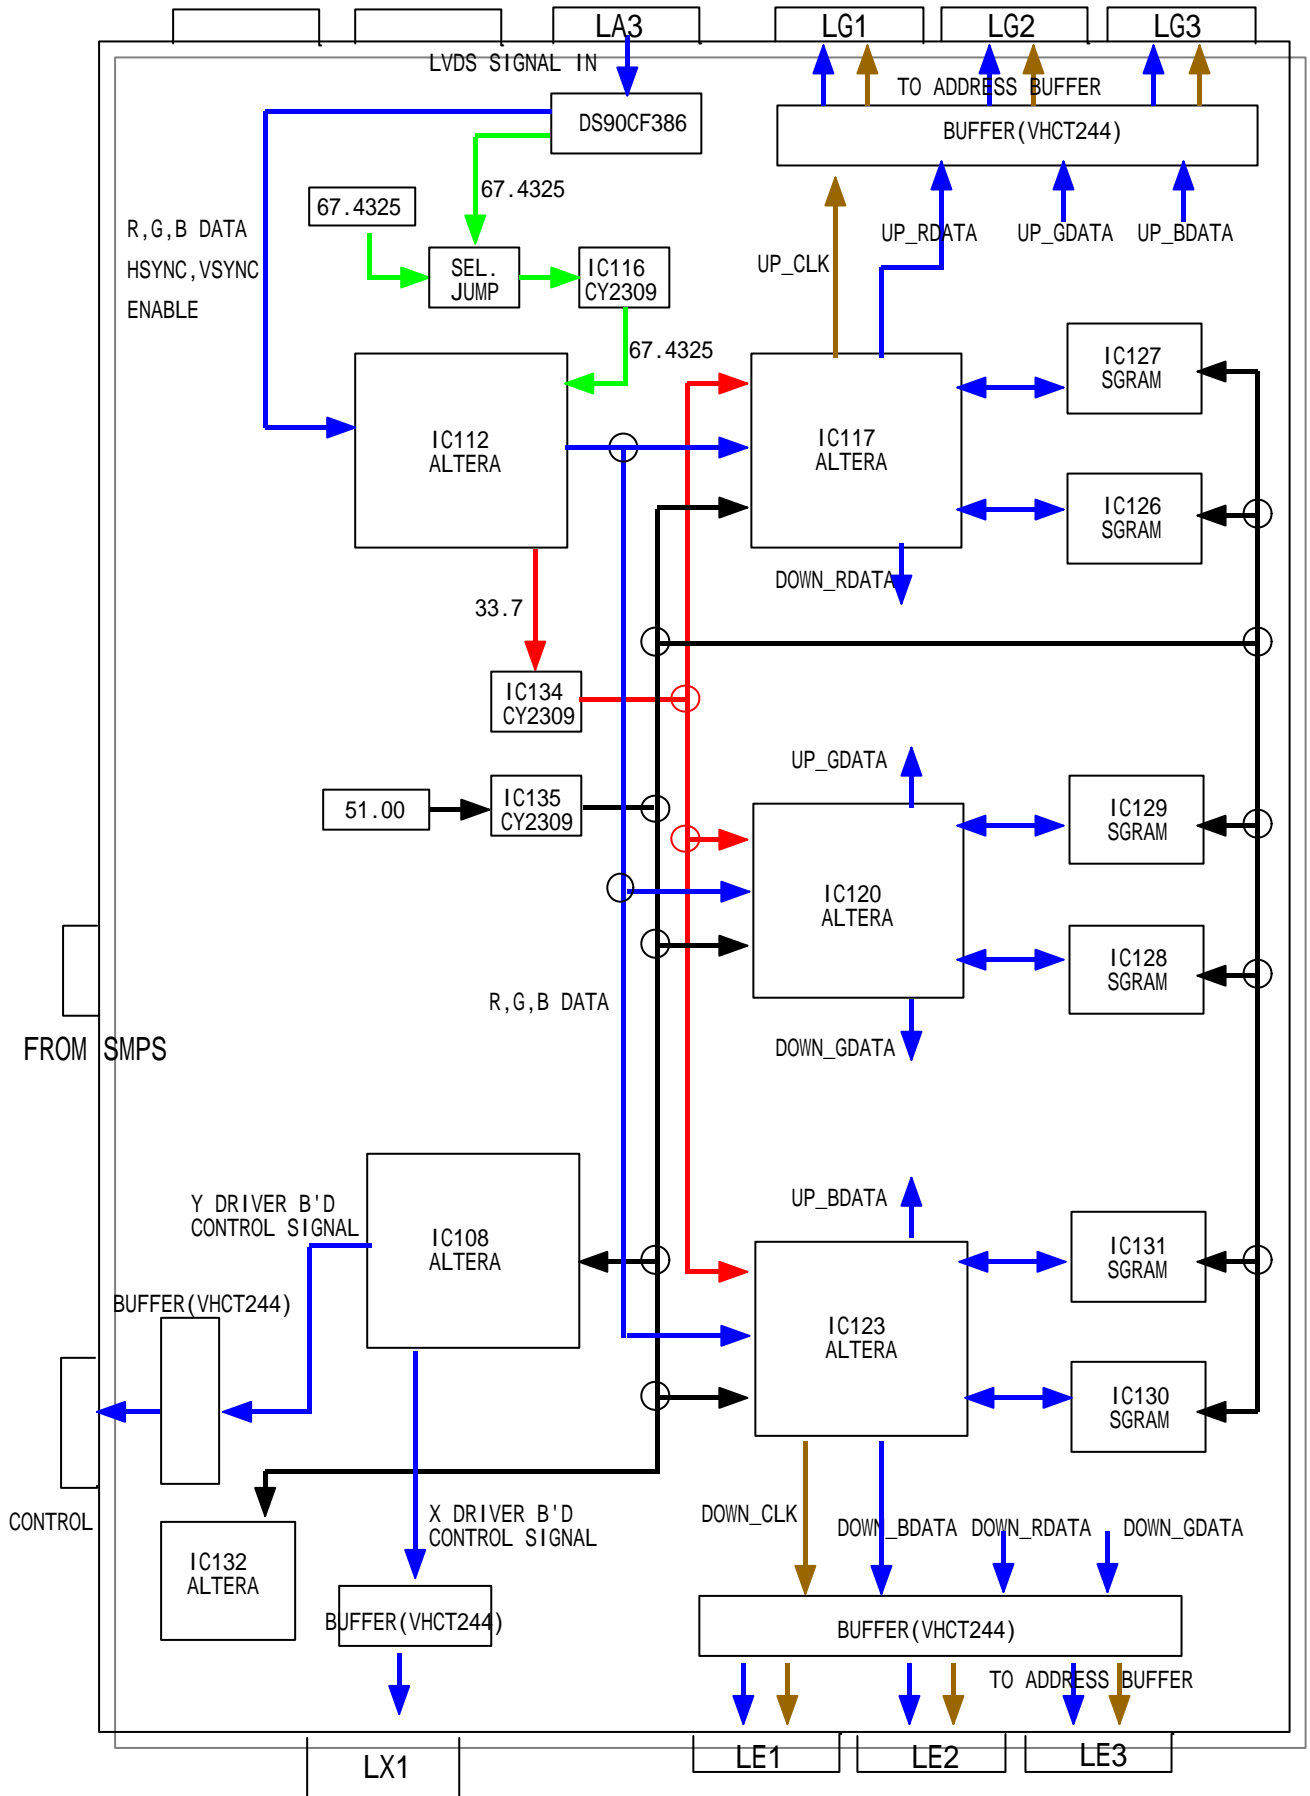 LA3
LG1
LG2
LG3
LVDS SIGNAL IN
TO ADDRESS BUFFER
DS90CF386
BUFFER(VHCT244)
67.4325
67.4325
R,G,B DATA
HSYNC,VSYNC
ENABLE
SEL.
JUMP
IC116
CY2309
UP_CLK
UP_RDATA
UP_GDATA
UP_BDATA
67.4325
IC112
ALTERA
IC117
ALTERA
IC127
SGRAM
IC126
SGRAM
DOWN_RDATA
33.7
IC134
CY2309
51.00
IC135
CY2309
UP_GDATA
IC120
ALTERA
IC129
SGRAM
IC128
SGRAM
R,G,B DATA
DOWN_GDATA
FROM SMPS
Y DRIVER B'D
CONTROL SIGNAL
IC108
ALTERA
UP_BDATA
IC131
SGRAM
BUFFER(VHCT244)
IC123
ALTERA
IC130
SGRAM
CONTROL
IC132
ALTERA
X DRIVER B'D
CONTROL SIGNAL
DOWN_CLK
DOWN_BDATA
DOWN_RDATA
DOWN_GDATA
BUFFER(VHCT244)
BUFFER(VHCT244)
TO ADDRESS BUFFER
LX1
LE1
LE2
LE3